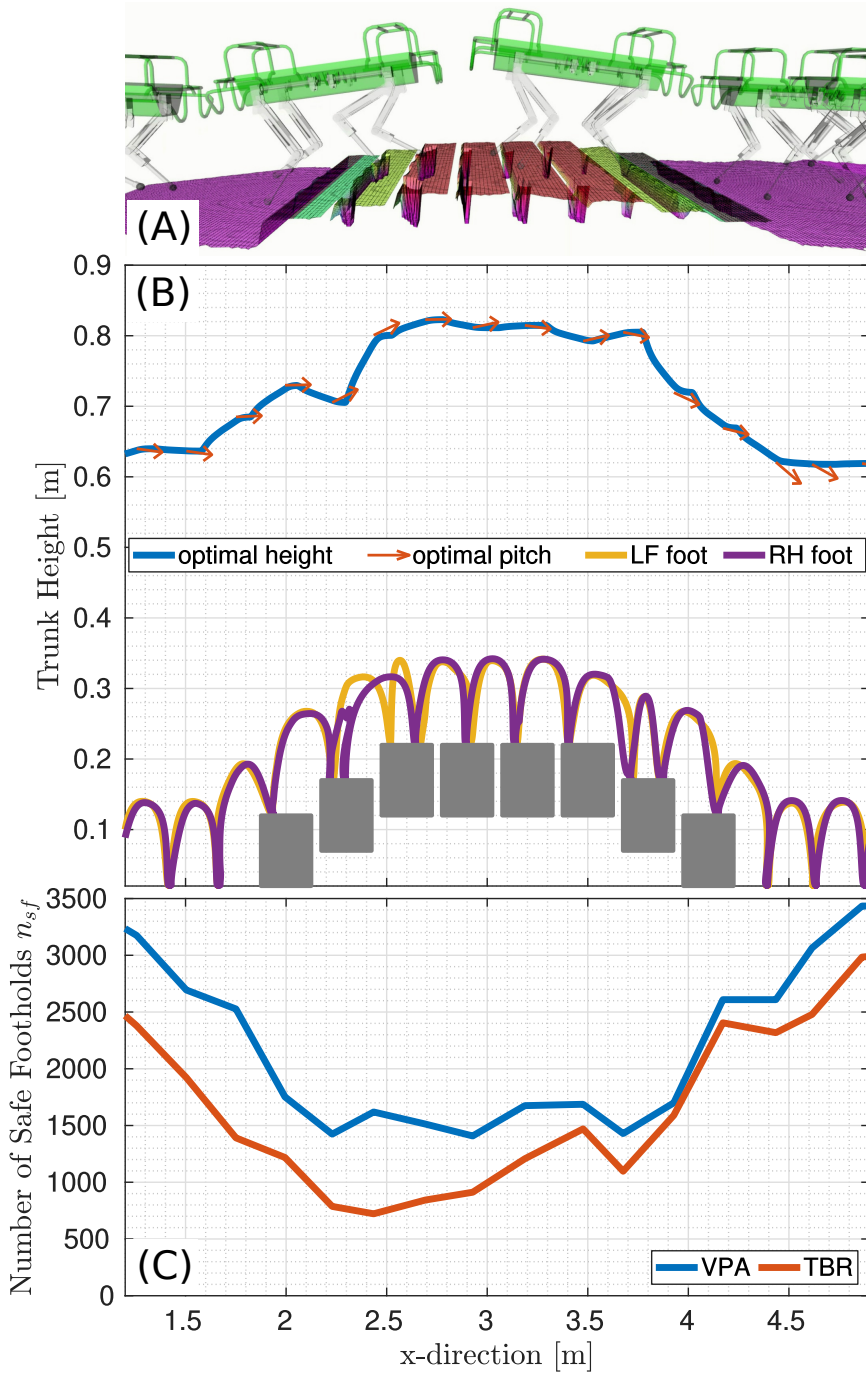 (A)
(B)
0.9
0.8
0.7
0.6
0.5
0.4
0.3
0.2
0.1
Trunk Height [m]
optimal height
optimal pitch
LF foot
RH foot
(C)
3500
3000
2500
2000
1500
1000
500
0
Number of Safe Footholds n_{sf}
VPA
TBR
1.5
2
2.5
3
3.5
4
4.5
x-direction [m]